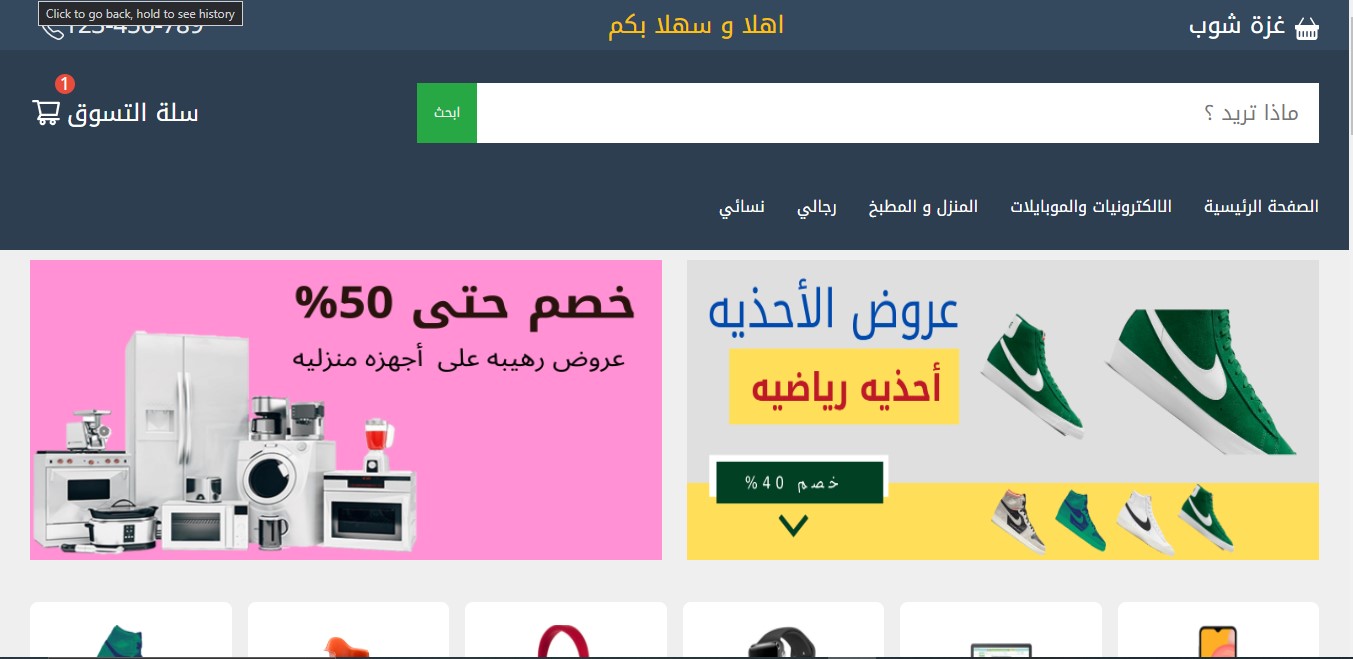 Click to go back, hold to see history
غزة شوب
اهلا و سهلا بكم
123-456-789
ماذا تريد ؟
ابحث
سلة التسوق
1
الصفحة الرئيسية
الالكترونيات والموبايلات
المنزل و المطبخ
رجالي
نسائي
عروض الأحذيه
أحذيه رياضيه
خصم 40%
خصم حتى 50%
عروض رهيبه على أجهزه منزليه